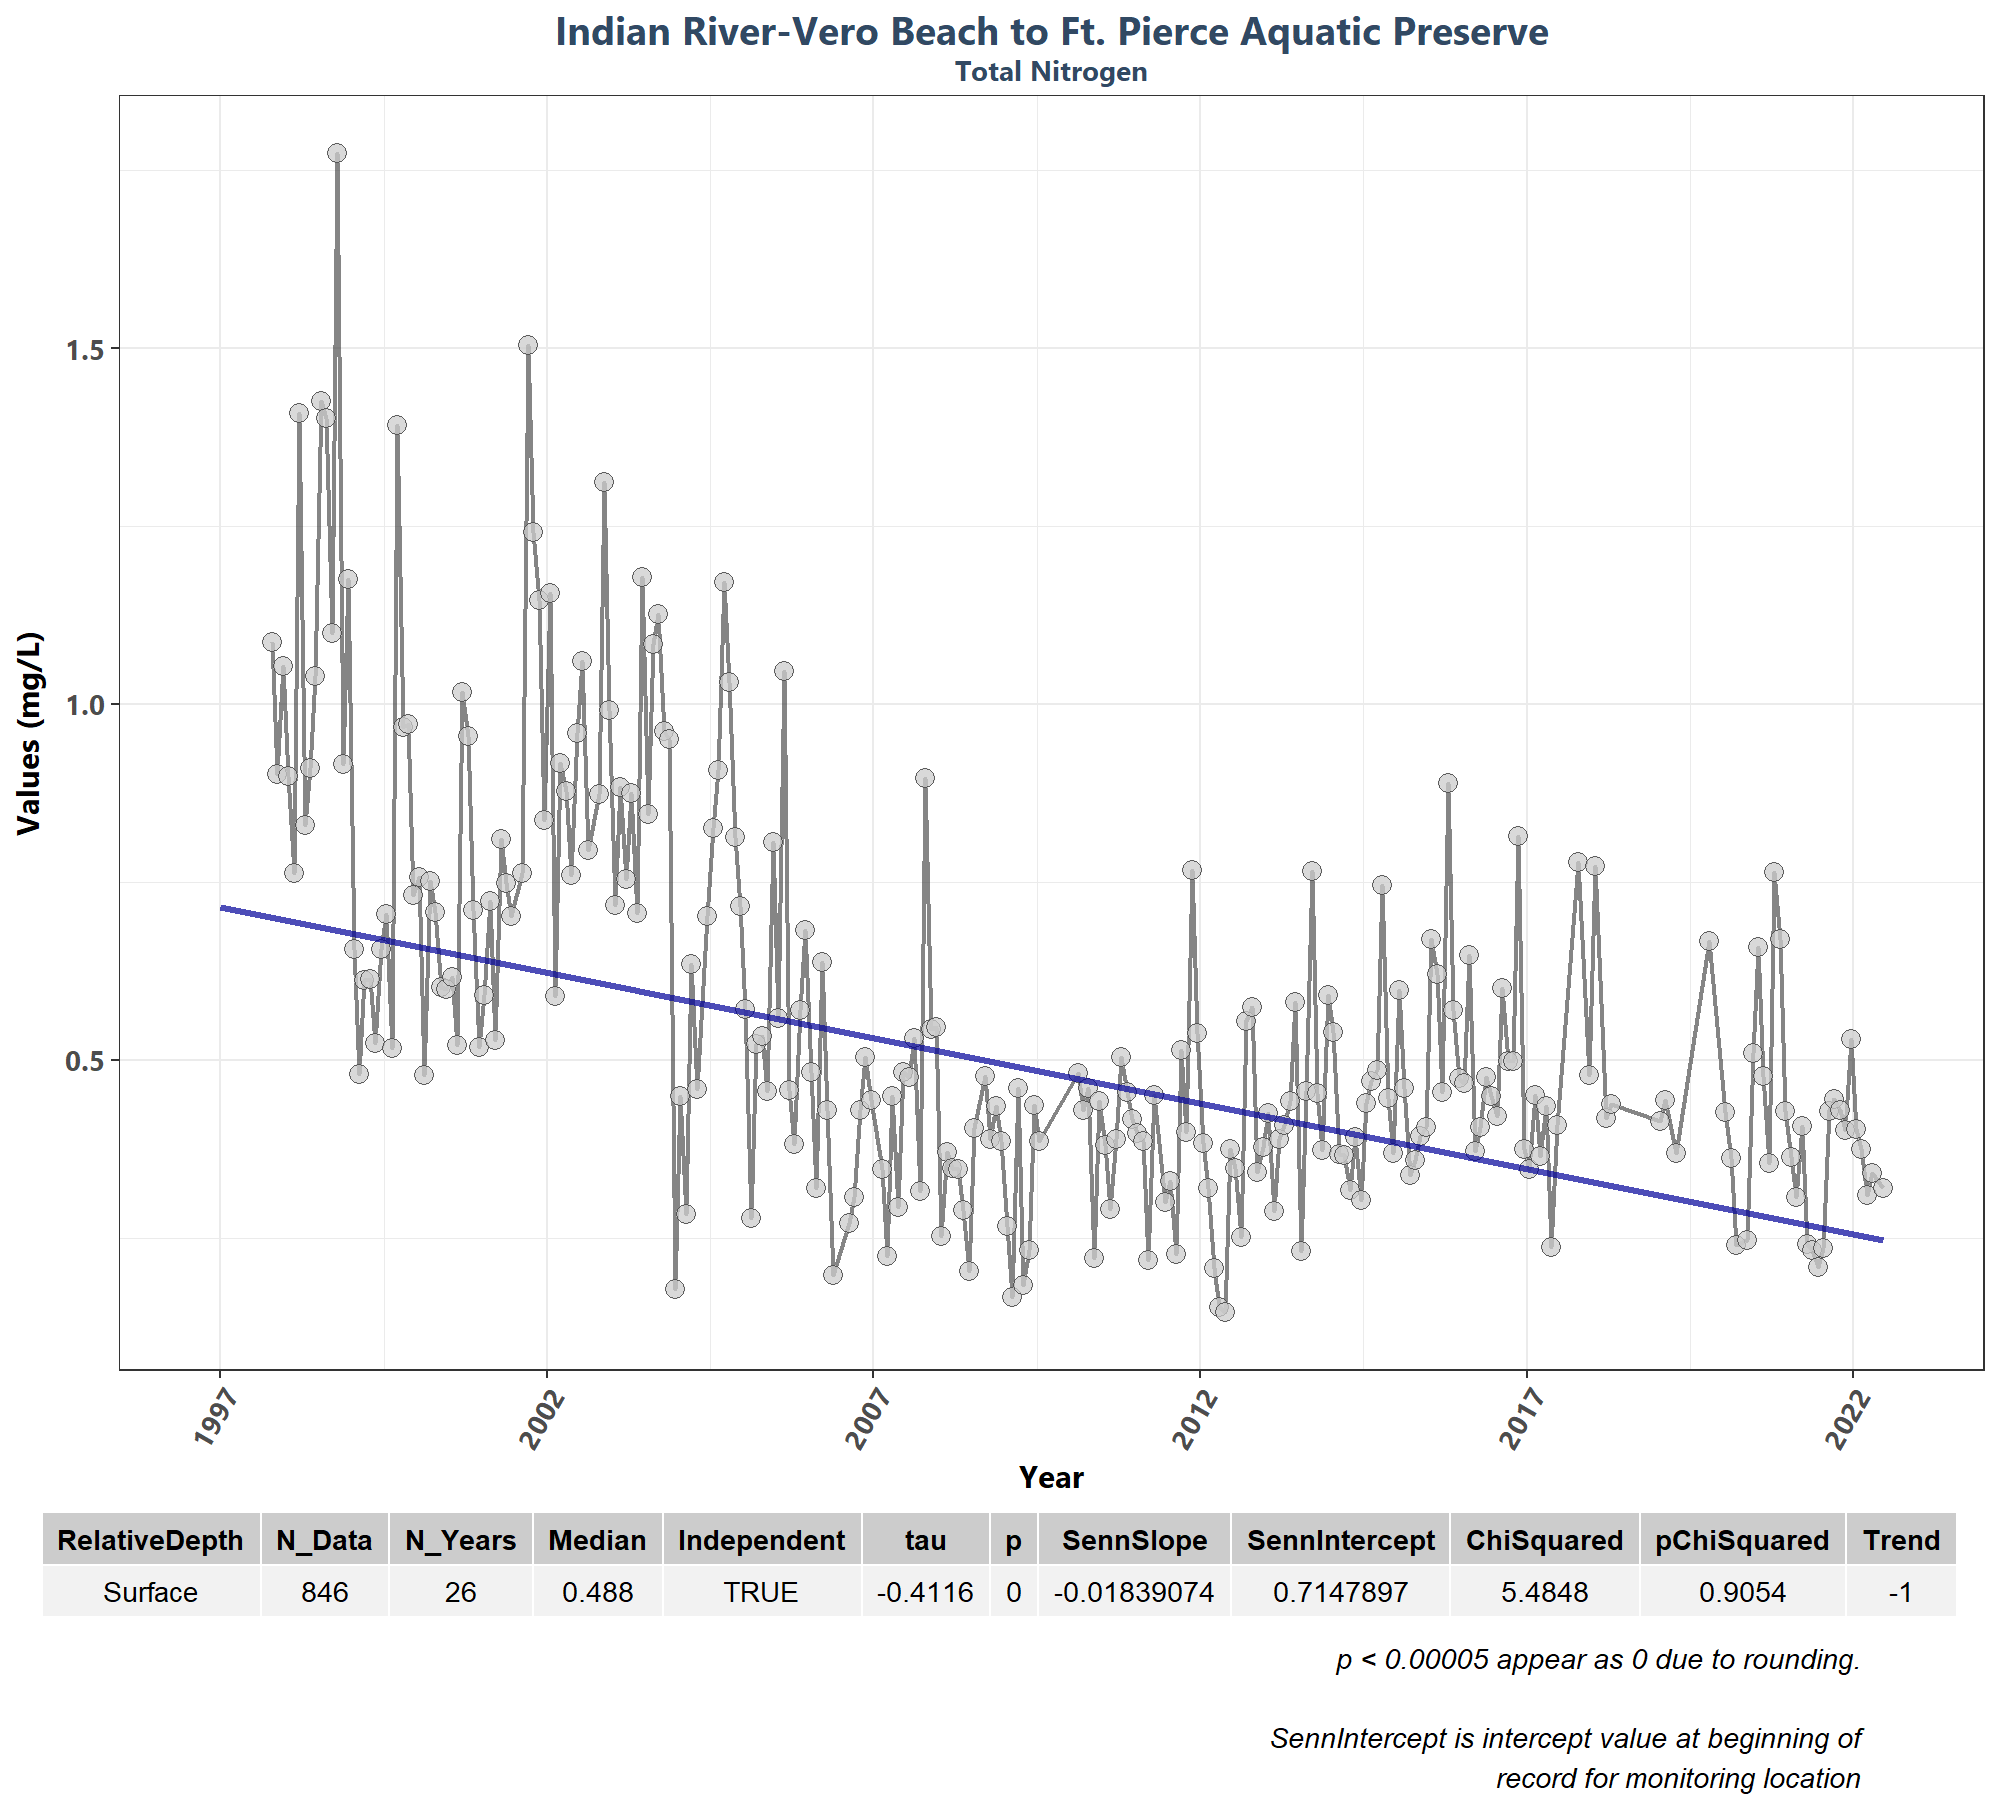 Indian River-Vero Beach to Ft. Pierce Aquatic Preserve
Total Nitrogen
Values (mg/L)
1.5
1.0
0.5
1997 2002 2007 2012 2017 2022
Year
RelativeDepth N_Data N_Years Median Independent tau p SennSlope SennIntercept ChiSquared pChiSquared Trend
Surface 846 26 0.488 TRUE -0.4116 0 -0.01839074 0.7147897 5.4848 0.9054 -1
p < 0.00005 appear as 0 due to rounding.
SennIntercept is intercept value at beginning of
record for monitoring location